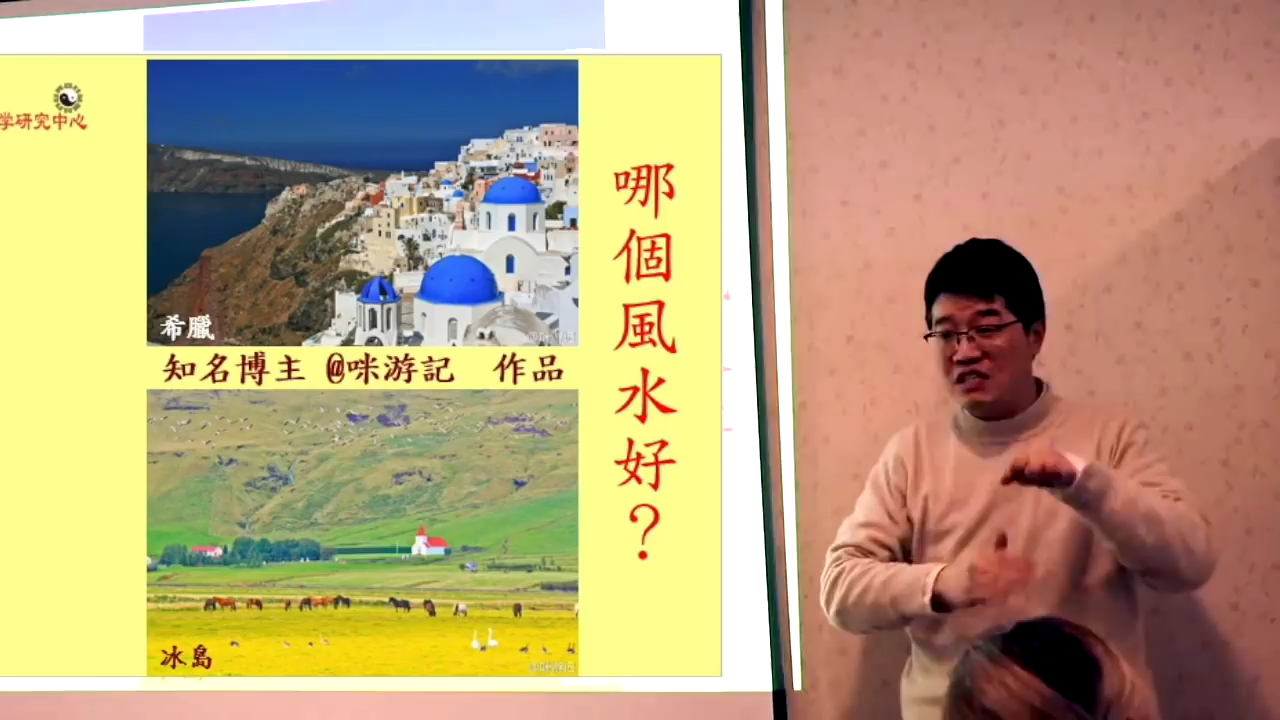 学研究中心
希臘
知名博主 @咪游記 作品
冰島
哪個風水好？